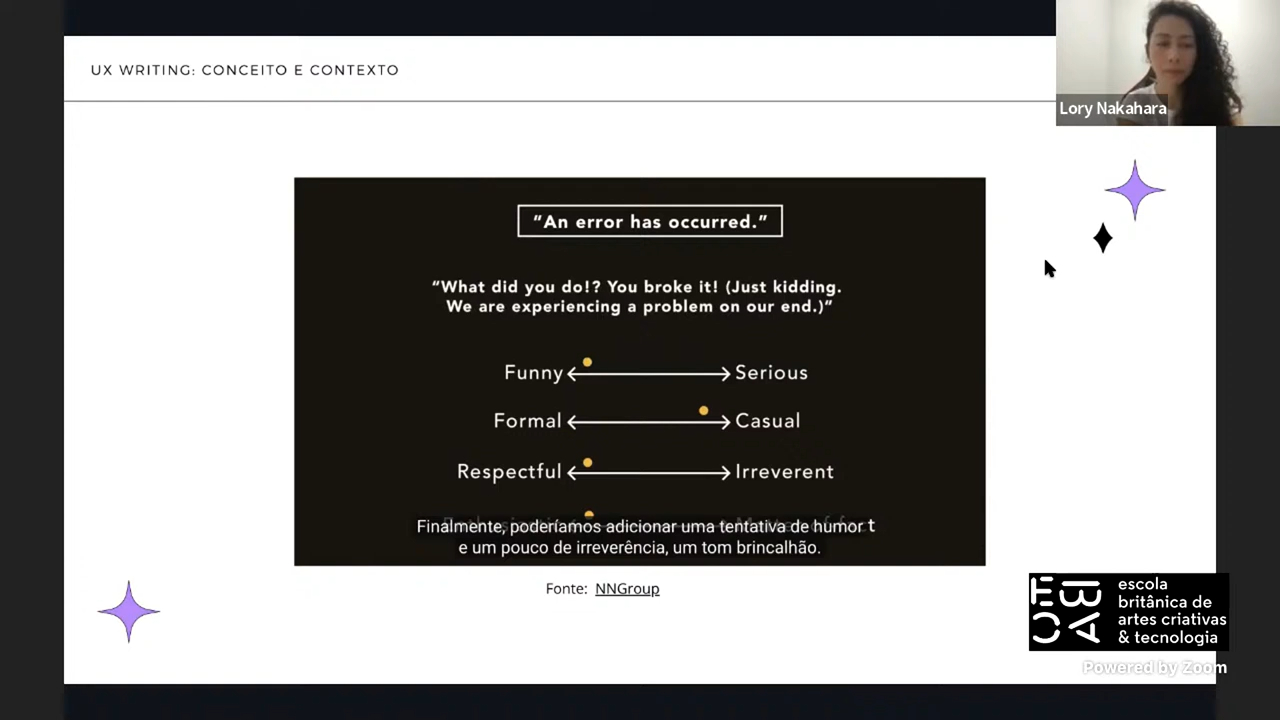 UX WRITING: CONCEITO E CONTEXTO
Lory Nakahara
"An error has occurred."
"What did you do!? You broke it! (Just kidding.
We are experiencing a problem on our end.)"
Funny Serious
Formal Casual
Respectful Irreverent
Finalmente, poderíamos adicionar uma tentativa de humor
e um pouco de irreverência, um tom brincalhão.
Fonte: NNGroup
escola
britânica de
artes criativas
& tecnologia
Powered by Zoom